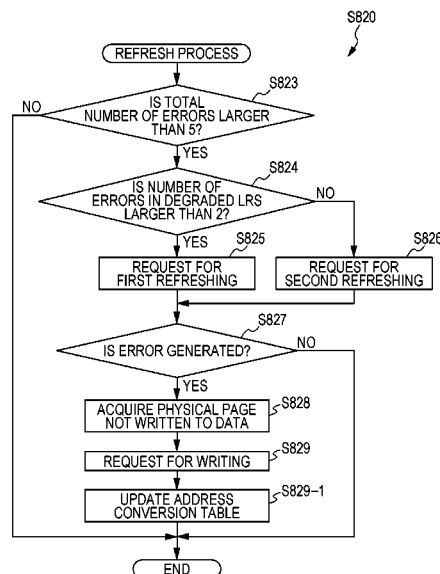 S820
REFRESH PROCESS
S823
NO
IS TOTAL
NUMBER OF ERRORS LARGER
THAN 5?
YES
S824
IS NUMBER OF
ERRORS IN DEGRADED LRS
LARGER THAN 2?
NO
YES
S825
S826
REQUEST FOR
FIRST REFRESHING
REQUEST FOR
SECOND REFRESHING
S827
IS ERROR GENERATED?
NO
YES
S828
ACQUIRE PHYSICAL PAGE
NOT WRITTEN TO DATA
S829
REQUEST FOR WRITING
S829-1
UPDATE ADDRESS
CONVERSION TABLE
END